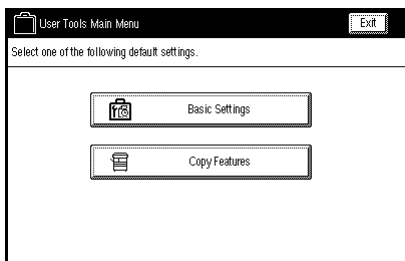 User Tools Main Menu
Exit
Select one of the following default settings.
Basic Settings
Copy Features